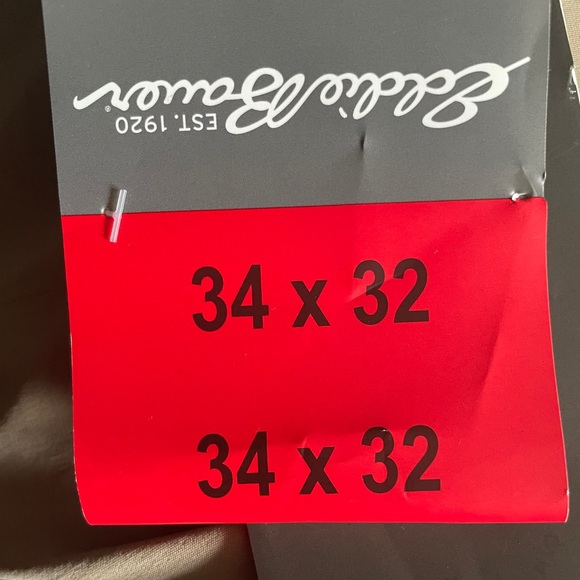 Eddie Bauer®
EST. 1920
34 x 32
34 x 32